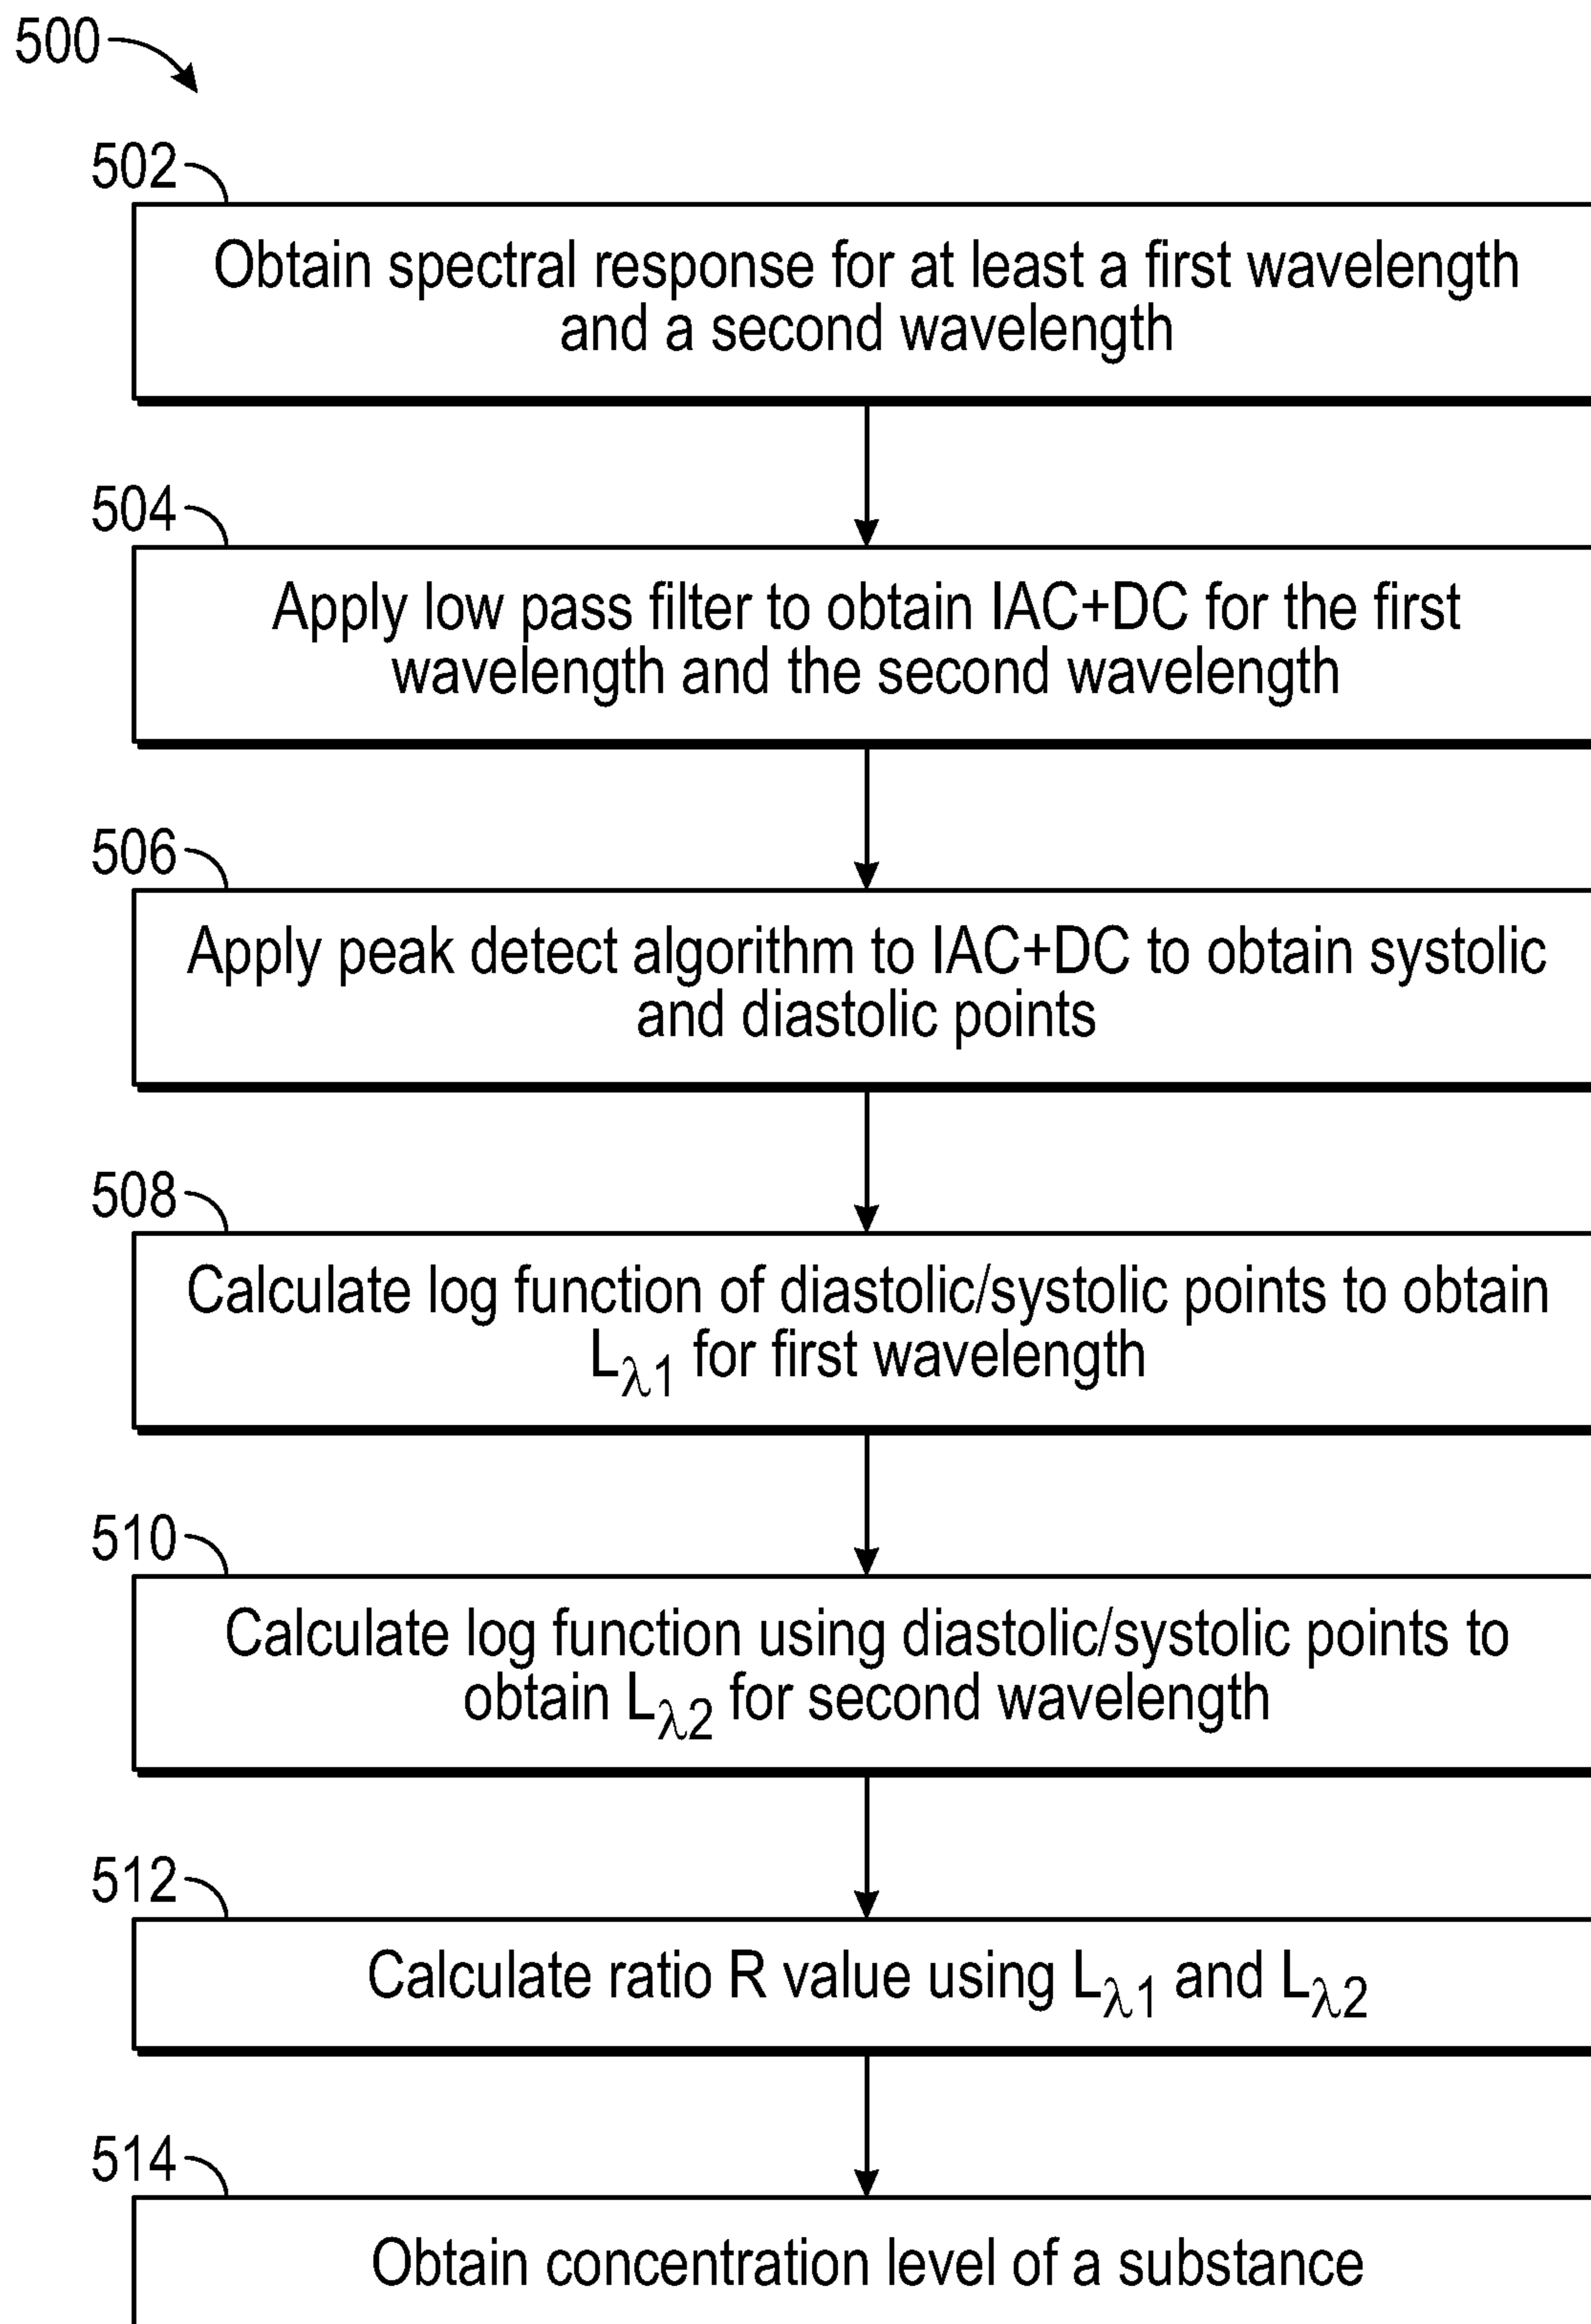 500
502
Obtain spectral response for at least a first wavelength
and a second wavelength
504
Apply low pass filter to obtain IAC+DC for the first
wavelength and the second wavelength
506
Apply peak detect algorithm to IAC+DC to obtain systolic
and diastolic points
508
Calculate log function of diastolic/systolic points to obtain
Lλ1 for first wavelength
510
Calculate log function using diastolic/systolic points to
obtain Lλ2 for second wavelength
512
Calculate ratio R value using Lλ1 and Lλ2
514
Obtain concentration level of a substance